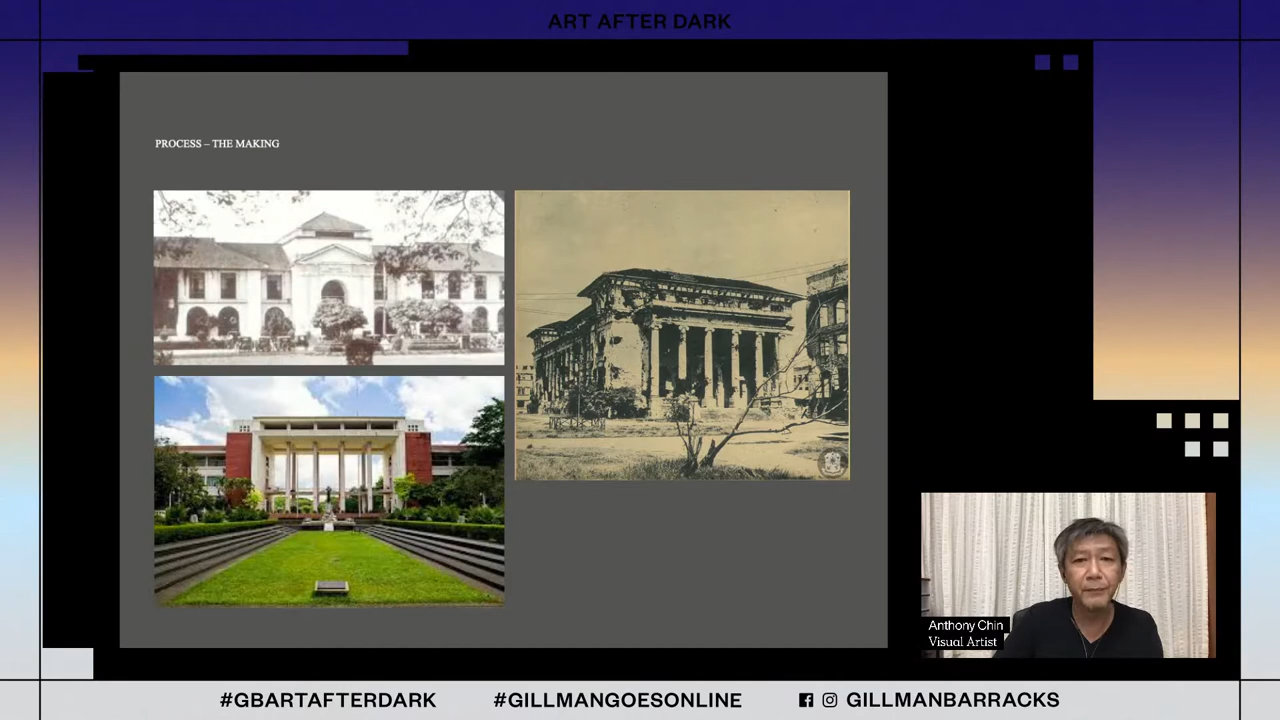 ART AFTER DARK
PROCESS – THE MAKING
Anthony Chin
Visual Artist
#GBARTAFTERDARK
#GILLMANGOESONLINE
GILLMANBARRACKS